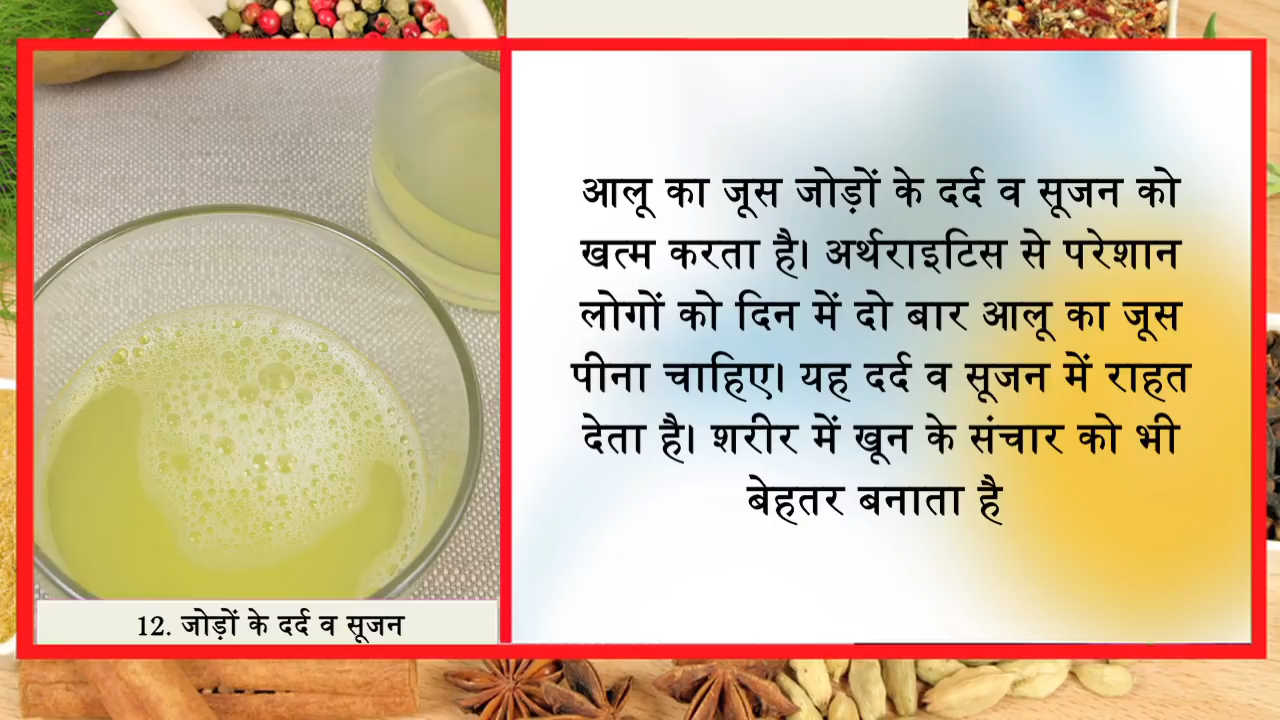 आलू का जूस जोड़ों के दर्द व सूजन को
खत्म करता है। अर्थराइटिस से परेशान
लोगों को दिन में दो बार आलू का जूस
पीना चाहिए। यह दर्द व सूजन में राहत
देता है। शरीर में खून के संचार को भी
बेहतर बनाता है
12. जोड़ों के दर्द व सूजन